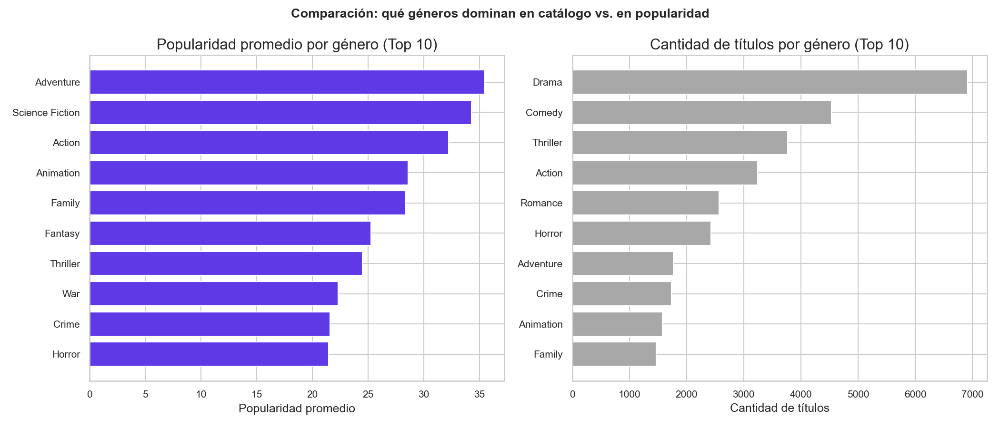 Comparación: qué géneros dominan en catálogo vs. en popularidad
Popularidad promedio por género (Top 10)
Adventure
Science Fiction
Action
Animation
Family
Fantasy
Thriller
War
Crime
Horror
0 5 10 15 20 25 30 35
Popularidad promedio
Cantidad de títulos por género (Top 10)
Drama
Comedy
Thriller
Action
Romance
Horror
Adventure
Crime
Animation
Family
0 1000 2000 3000 4000 5000 6000 7000
Cantidad de títulos